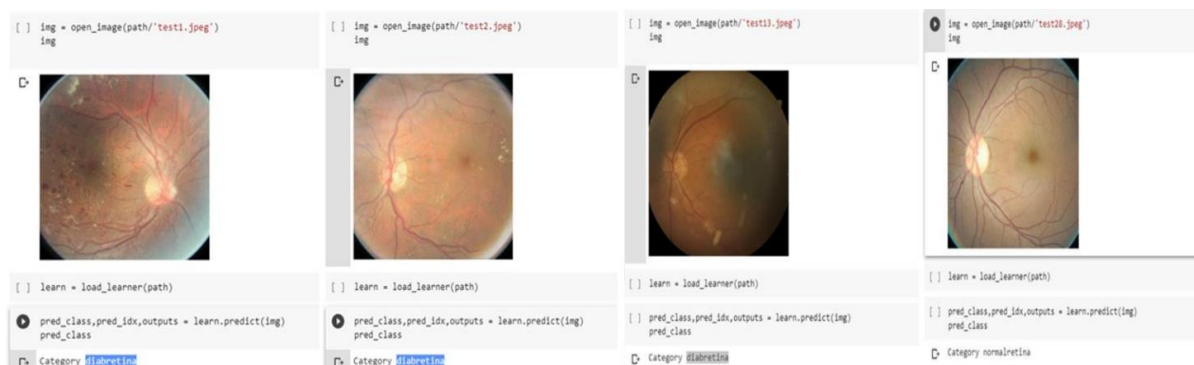 [ ] img = open_image(path/'test1.jpeg')
img
[ ] learn = load_learner(path)
pred_class,pred_idx,outputs = learn.predict(img)
pred_class
Category diabretina
[ ] img = open_image(path/'test2.jpeg')
img
[ ] learn = load_learner(path)
pred_class,pred_idx,outputs = learn.predict(img)
pred_class
Category diabretina
[ ] img = open_image(path/'test13.jpeg')
img
[ ] learn = load_learner(path)
[ ] pred_class,pred_idx,outputs = learn.predict(img)
pred_class
Category diabretina
img = open_image(path/'test28.jpeg')
img
[ ] learn = load_learner(path)
[ ] pred_class,pred_idx,outputs = learn.predict(img)
pred_class
Category normalretina